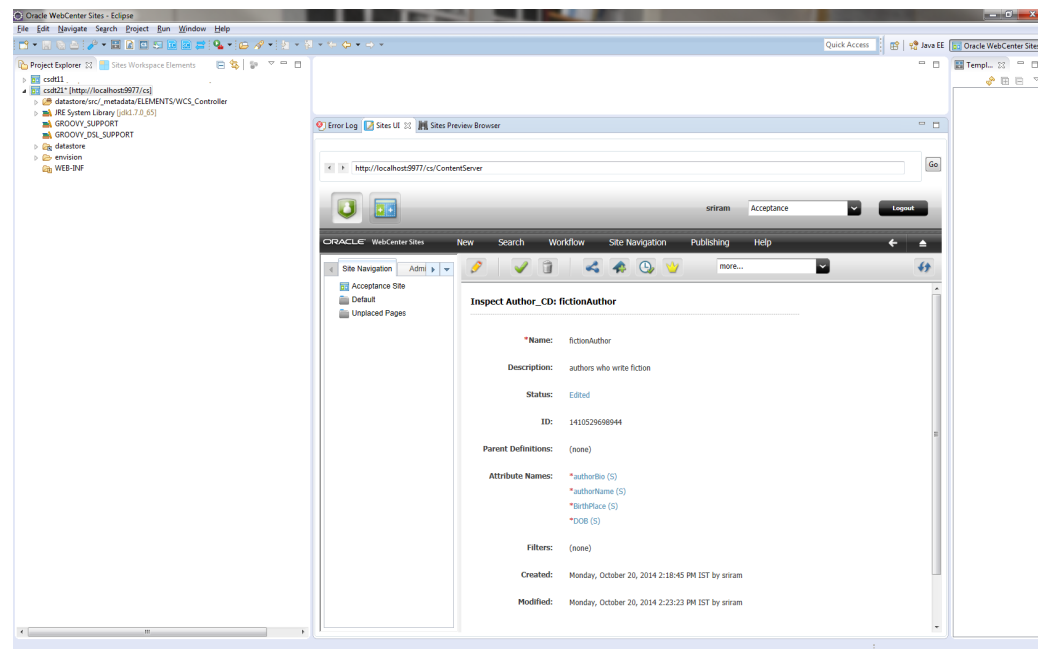 Oracle WebCenter Sites - Eclipse
File Edit Navigate Search Project Run Window Help
Quick Access Java EE Oracle WebCenter Sites
Project Explorer Sites Workspace Elements
csdt11
csdt21* [http://localhost:9977/cs]
datastore/src/_metadata/ELEMENTS/WCS_Controller
JRE System Library [jdk1.7.0_65]
GROOVY_SUPPORT
GROOVY_DSL_SUPPORT
datastore
envision
WEB-INF
Templ...
Error Log Sites UI Sites Preview Browser
http://localhost:9977/cs/ContentServer Go
sriram Acceptance Logout
ORACLE WebCenter Sites New Search Workflow Site Navigation Publishing Help
Site Navigation Admi more...
Acceptance Site
Default
Unplaced Pages
Inspect Author_CD: fictionAuthor
*Name: fictionAuthor
Description: authors who write fiction
Status: Edited
ID: 1410529698944
Parent Definitions: (none)
Attribute Names: *authorBio (S)
*authorName (S)
*BirthPlace (S)
*DOB (S)
Filters: (none)
Created: Monday, October 20, 2014 2:18:45 PM IST by sriram
Modified: Monday, October 20, 2014 2:23:23 PM IST by sriram